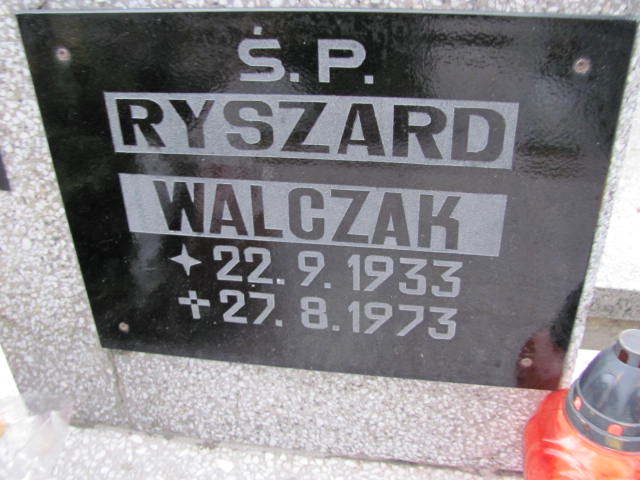 Ś.P.
RYSZARD
WALCZAK
22.9.1933
27.8.1973